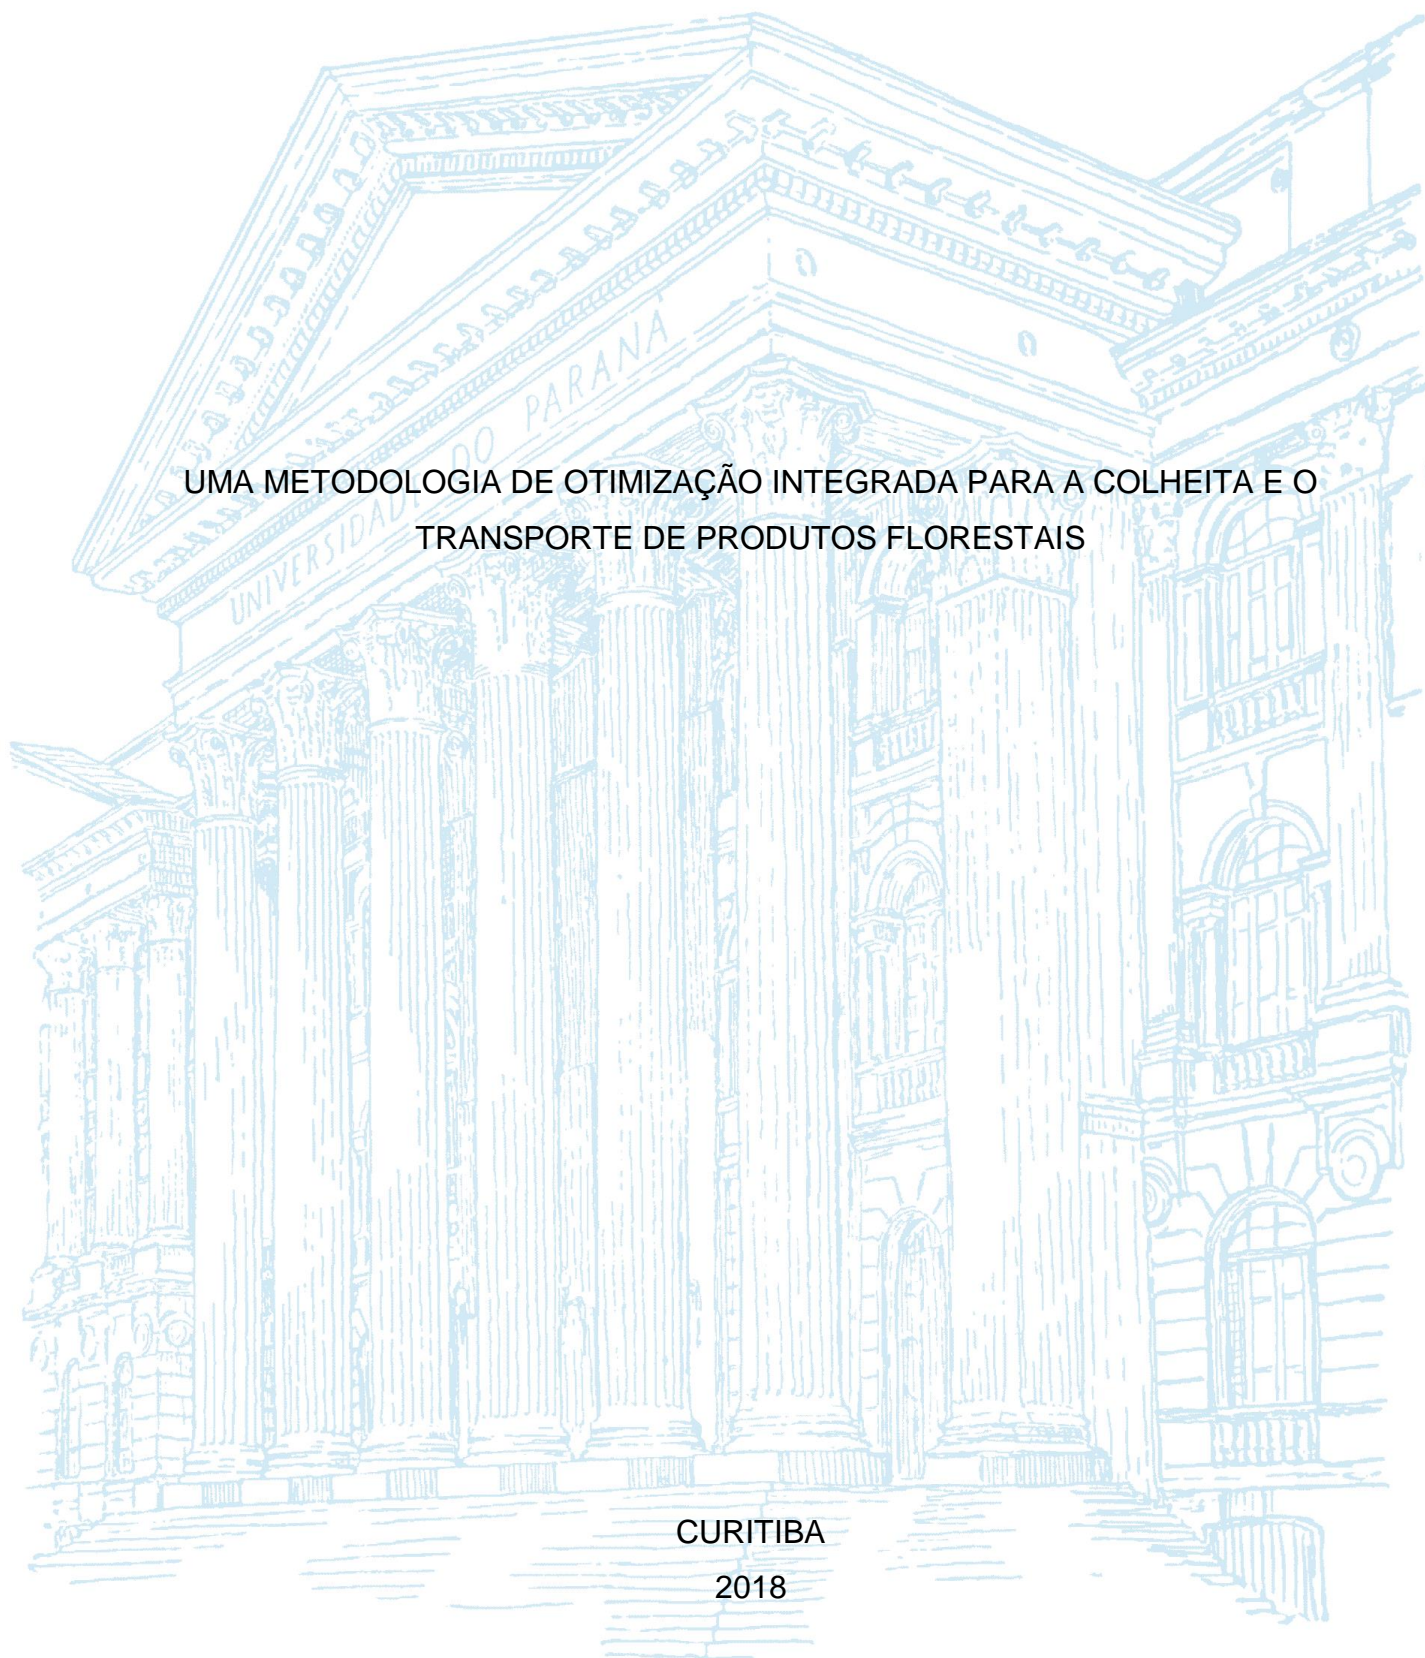 UNIVERSIDADE DO PARANÁ
UMA METODOLOGIA DE OTIMIZAÇÃO INTEGRADA PARA A COLHEITA E O
TRANSPORTE DE PRODUTOS FLORESTAIS
CURITIBA
2018